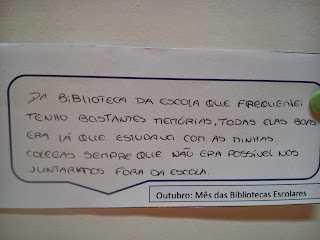 DA BIBLIOTECA DA ESCOLA QUE FREQUENTEI
TENHO BASTANTES MEMÓRIAS, TODAS ELAS BOAS
ERA LÁ QUE ESTUDAVA COM AS MINHAS
COLEGAS SEMPRE QUE NÃO ERA POSSÍVEL NOS
JUNTARMOS FORA DA ESCOLA.
Outubro: Mês das Bibliotecas Escolares